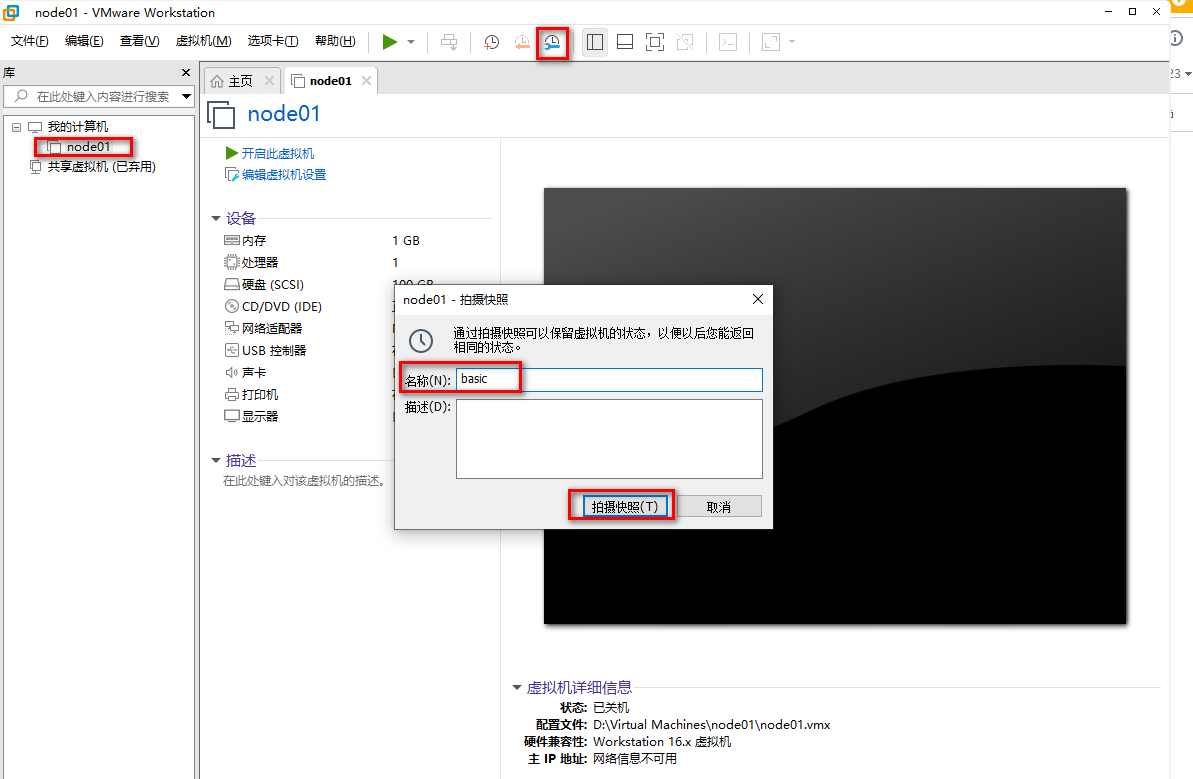 node01 - VMware Workstation
文件(F) 编辑(E) 查看(V) 虚拟机(M) 选项卡(T) 帮助(H)
库
在此处键入内容进行搜索
我的计算机
node01
共享虚拟机 (已弃用)
主页
node01
node01
开启此虚拟机
编辑虚拟机设置
设备
内存 1 GB
处理器 1
硬盘 (SCSI) 100 GB
CD/DVD (IDE)
网络适配器
USB 控制器
声卡
打印机
显示器
描述
在此处键入对该虚拟机的描述。
node01 - 拍摄快照
通过拍摄快照可以保留虚拟机的状态，以便以后您能返回
相同的状态。
名称(N): basic
描述(D):
拍摄快照(T) 取消
虚拟机详细信息
状态: 已关机
配置文件: D:\Virtual Machines\node01\node01.vmx
硬件兼容性: Workstation 16.x 虚拟机
主 IP 地址: 网络信息不可用
23